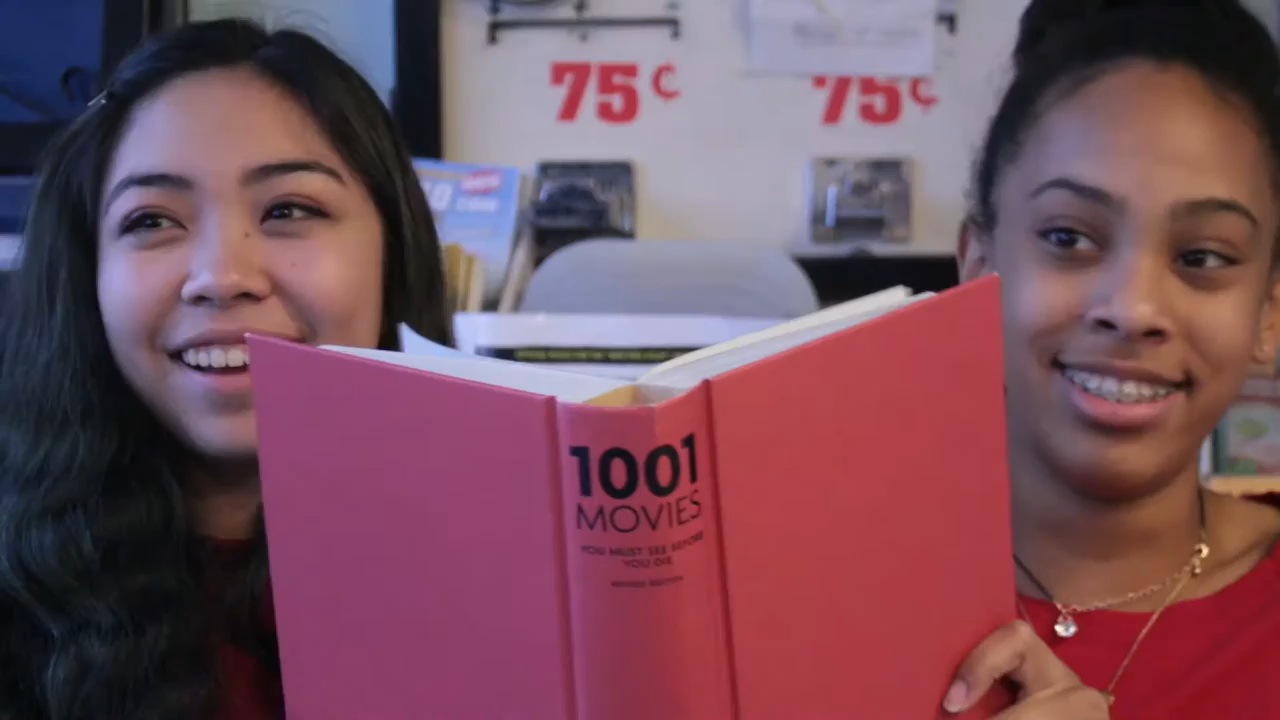 75¢
75¢
1001
MOVIES
YOU MUST SEE BEFORE
YOU DIE